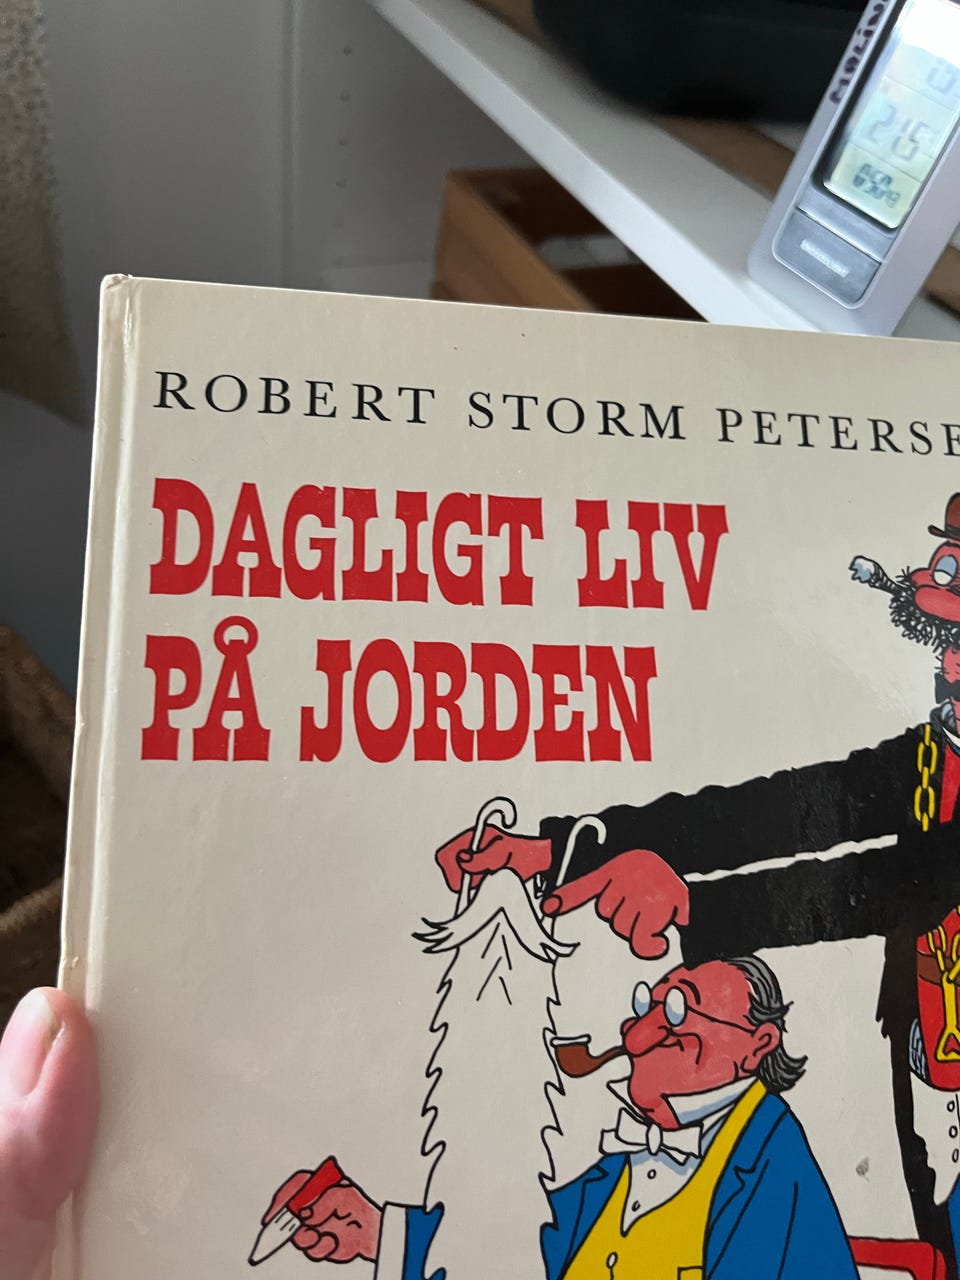 ROBERT STORM PETERSE
DAGLIGT LIV
PÅ JORDEN